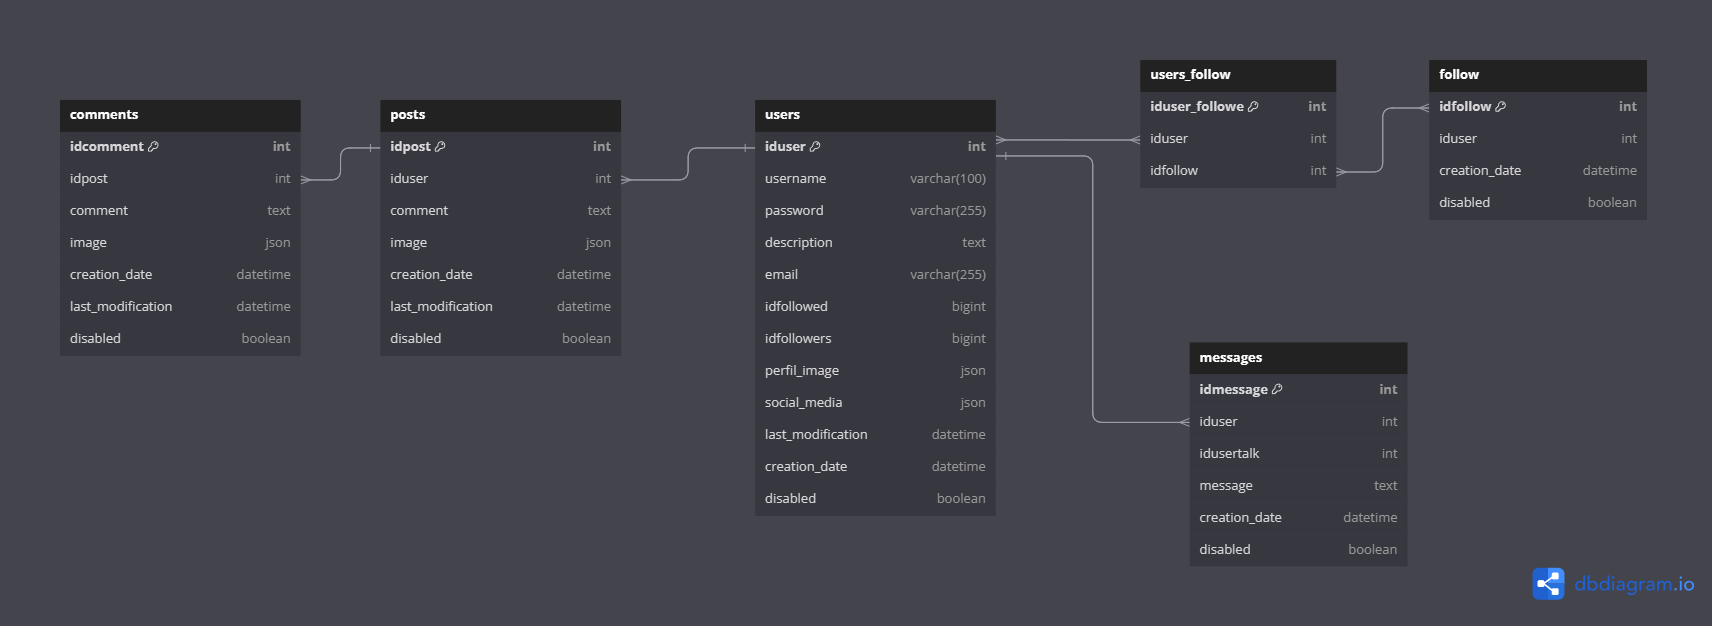 comments
idcomment int
idpost int
comment text
image json
creation_date datetime
last_modification datetime
disabled boolean
posts
idpost int
iduser int
comment text
image json
creation_date datetime
last_modification datetime
disabled boolean
users
iduser int
username varchar(100)
password varchar(255)
description text
email varchar(255)
idfollowed bigint
idfollowers bigint
perfil_image json
social_media json
last_modification datetime
creation_date datetime
disabled boolean
users_follow
iduser_followe int
iduser int
idfollow int
follow
idfollow int
iduser int
creation_date datetime
disabled boolean
messages
idmessage int
iduser int
idusertalk int
message text
creation_date datetime
disabled boolean
dbdiagram.io